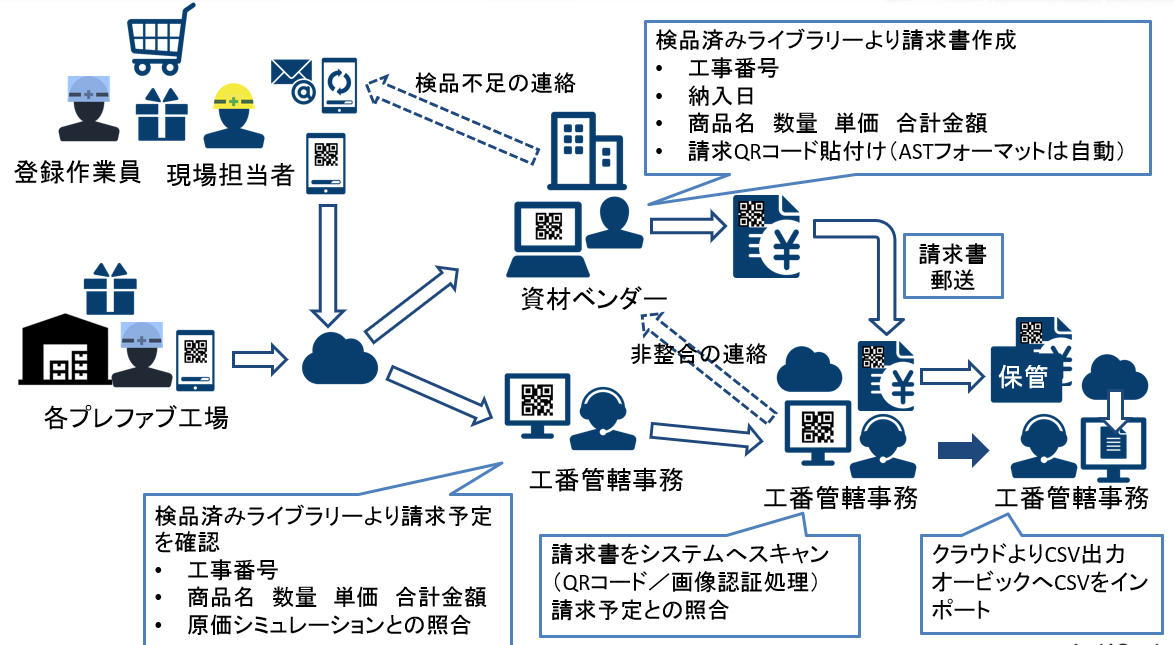 検品済みライブラリーより請求書作成
• 工事番号
• 納入日
• 商品名 数量 単価 合計金額
• 請求QRコード貼付け(ASTフォーマットは自動)
検品不足の連絡
登録作業員
現場担当者
資材ベンダー
請求書
郵送
各プレファブ工場
非整合の連絡
保管
工番管轄事務
工番管轄事務
工番管轄事務
検品済みライブラリーより請求予定
を確認
• 工事番号
• 商品名 数量 単価 合計金額
• 原価シミュレーションとの照合
請求書をシステムへスキャン
(QRコード／画像認証処理)
請求予定との照合
クラウドよりCSV出力
オービックへCSVをイン
ポート